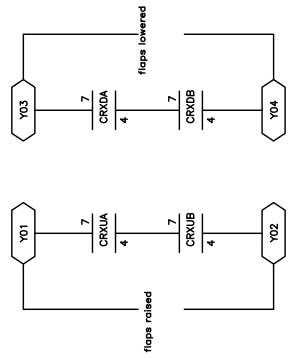 flaps lowered
Y03
7
CRXDA
4
7
CRXDB
4
Y04
Y01
7
CRXUA
4
7
CRXUB
4
Y02
flaps raised